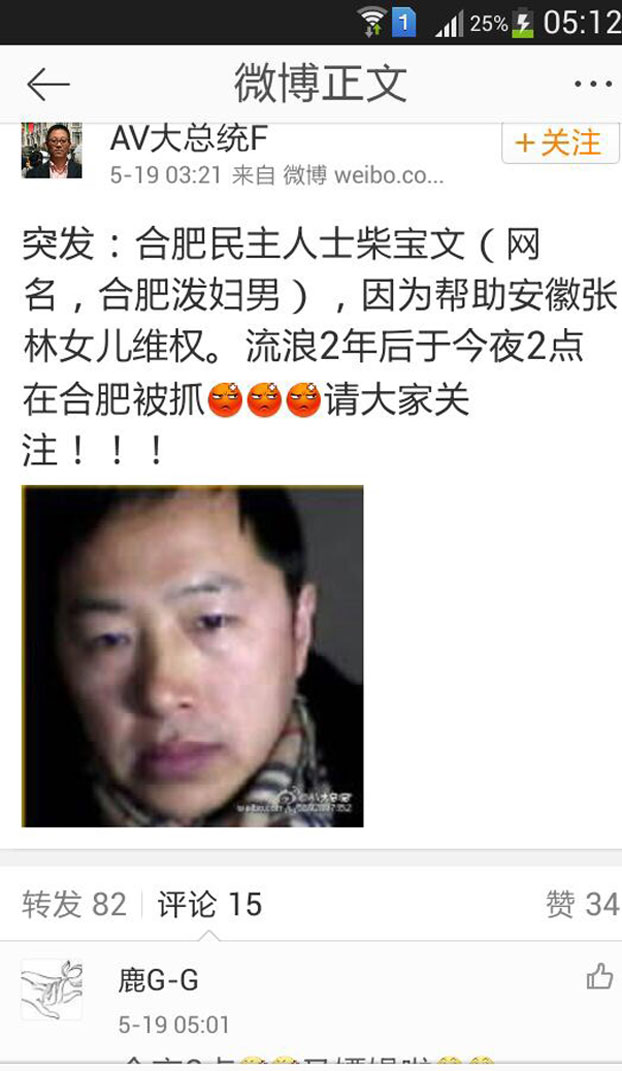 1 25% 05:12
微博正文
AV大总统F
+关注
5-19 03:21 来自 微博 weibo.co...
突发：合肥民主人士柴宝文（网
名，合肥泼妇男），因为帮助安徽张
林女儿维权。流浪2年后于今夜2点
在合肥被抓请大家关
注！！！
转发 82 评论 15 赞 34
鹿G-G
5-19 05:01